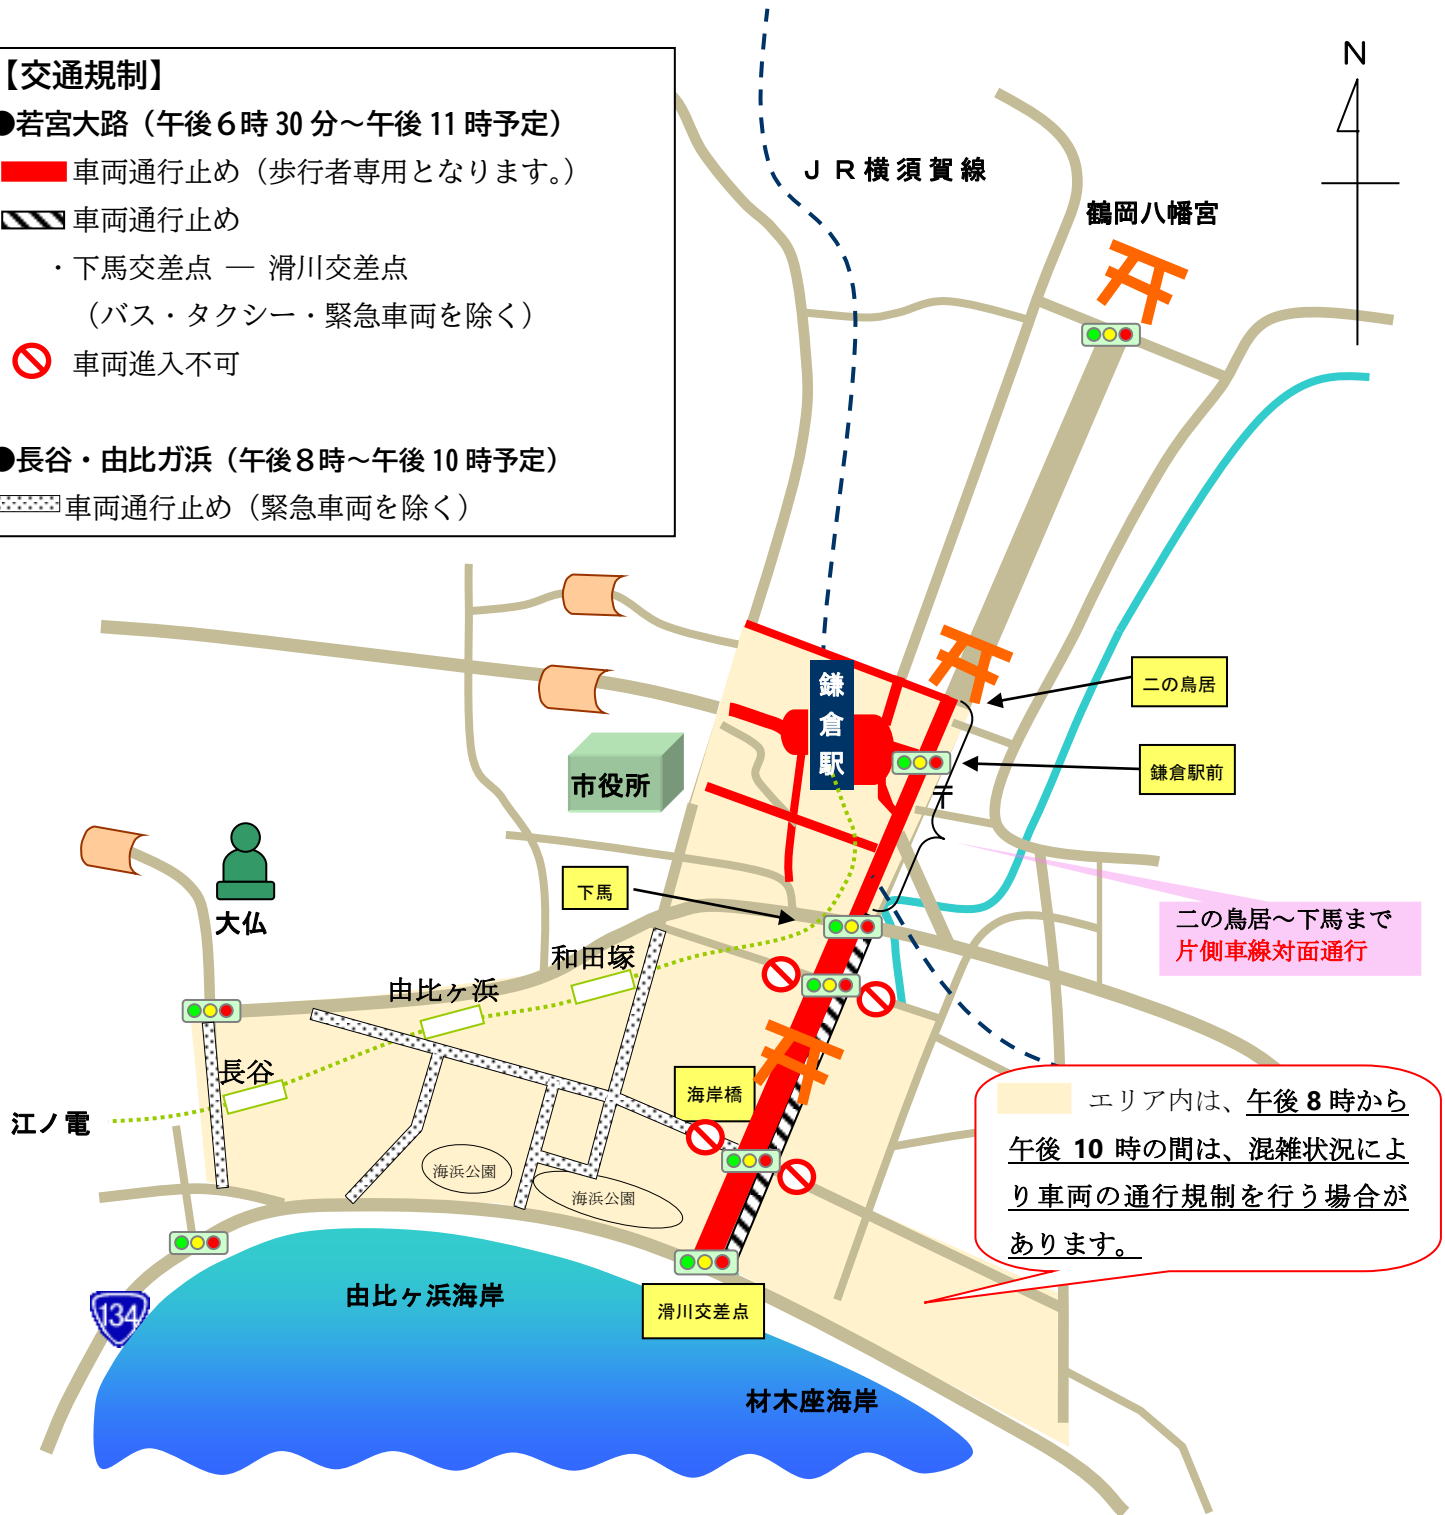 【交通規制】
●若宮大路（午後６時 30 分～午後 11 時予定）
車両通行止め（歩行者専用となります。）
車両通行止め
・下馬交差点 ― 滑川交差点
（バス・タクシー・緊急車両を除く）
車両進入不可
●長谷・由比ガ浜（午後８時～午後 10 時予定）
車両通行止め（緊急車両を除く）
N
ＪＲ横須賀線
鶴岡八幡宮
鎌倉駅
二の鳥居
鎌倉駅前
〒
市役所
下馬
大仏
二の鳥居～下馬まで
片側車線対面通行
和田塚
由比ヶ浜
長谷
江ノ電
海岸橋
海浜公園
海浜公園
エリア内は、午後 8 時から
午後 10 時の間は、混雑状況によ
り車両の通行規制を行う場合が
あります。
134
由比ヶ浜海岸
滑川交差点
材木座海岸